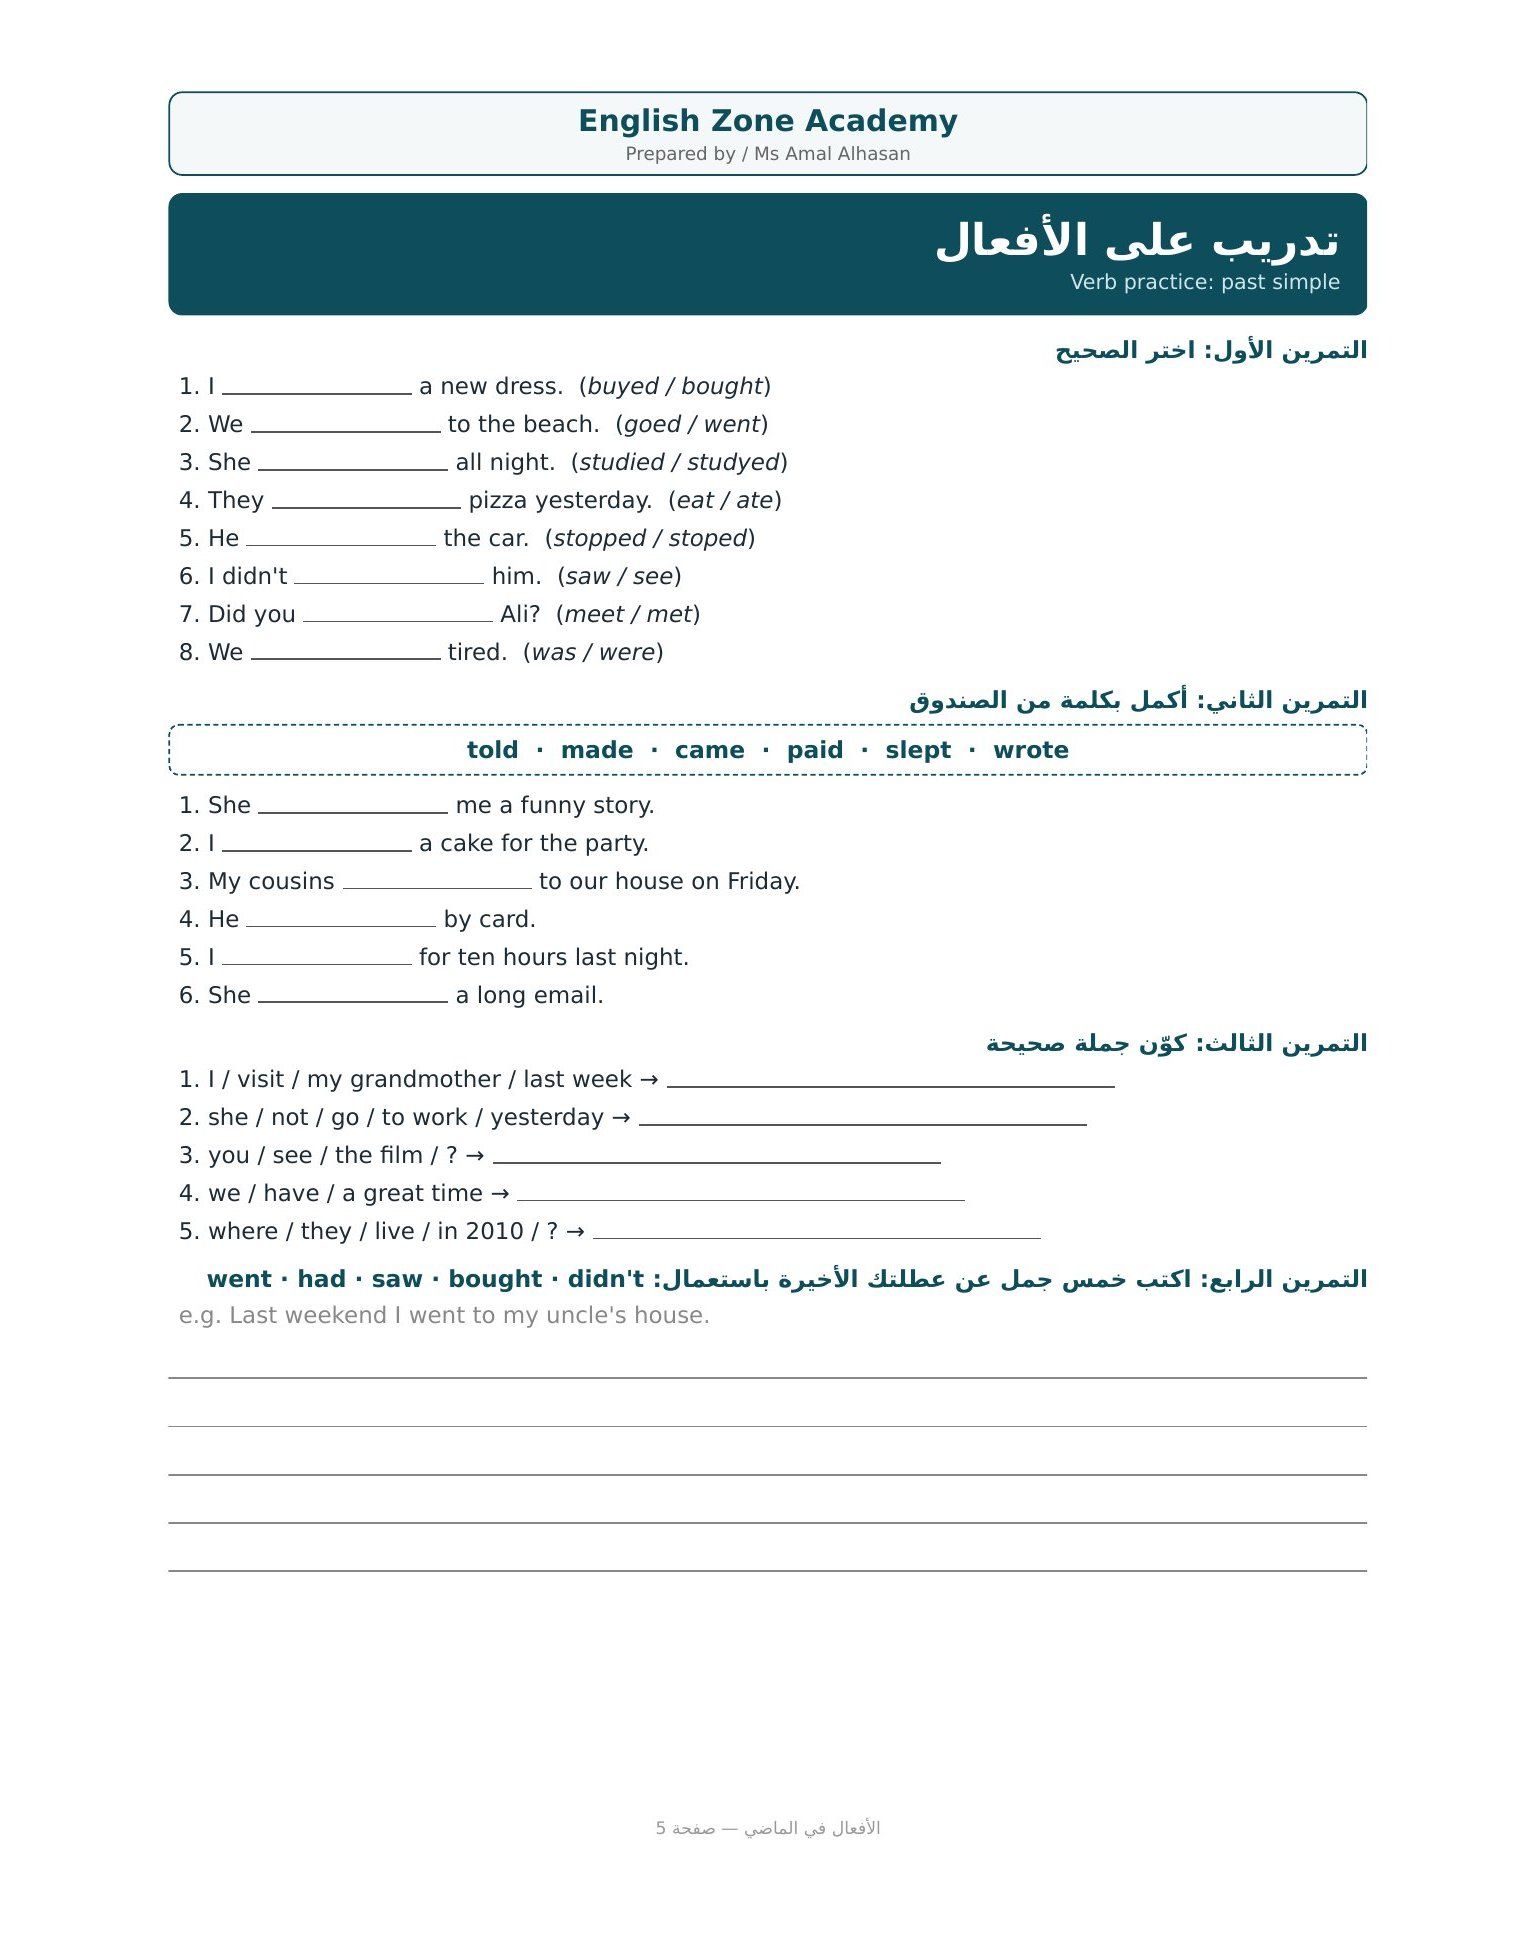 English Zone Academy
Prepared by / Ms Amal Alhasan
تدريب على الأفعال
Verb practice: past simple
التمرين الأول: اختر الصحيح
1. I ________ a new dress. (buyed / bought)
2. We ________ to the beach. (goed / went)
3. She ________ all night. (studied / studyed)
4. They ________ pizza yesterday. (eat / ate)
5. He ________ the car. (stopped / stoped)
6. I didn't ________ him. (saw / see)
7. Did you ________ Ali? (meet / met)
8. We ________ tired. (was / were)
التمرين الثاني: أكمل بكلمة من الصندوق
told · made · came · paid · slept · wrote
1. She ________ me a funny story.
2. I ________ a cake for the party.
3. My cousins ________ to our house on Friday.
4. He ________ by card.
5. I ________ for ten hours last night.
6. She ________ a long email.
التمرين الثالث: كوّن جملة صحيحة
1. I / visit / my grandmother / last week → ________
2. she / not / go / to work / yesterday → ________
3. you / see / the film / ? → ________
4. we / have / a great time → ________
5. where / they / live / in 2010 / ? → ________
التمرين الرابع: اكتب خمس جمل عن عطلتك الأخيرة باستعمال: went · had · saw · bought · didn't
e.g. Last weekend I went to my uncle's house.
الأفعال في الماضي — صفحة 5